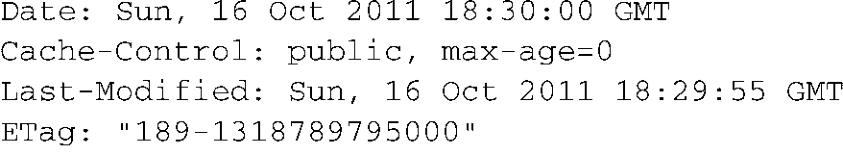 Date: Sun, 16 Oct 2011 18:30:00 GMT
Cache-Control: public, max-age=0
Last-Modified: Sun, 16 Oct 2011 18:29:55 GMT
ETag: "189-1318789795000"